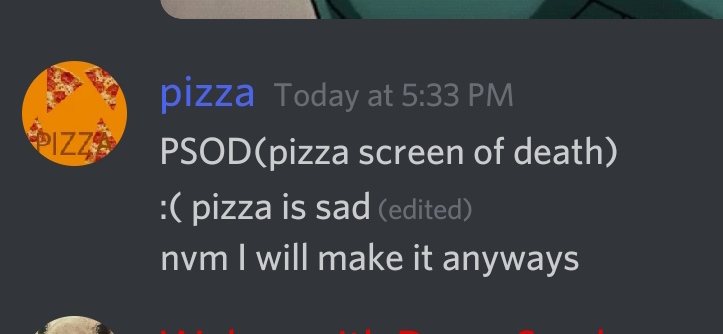 pizza Today at 5:33 PM
PIZZA
PSOD(pizza screen of death)
:( pizza is sad (edited)
nvm I will make it anyways